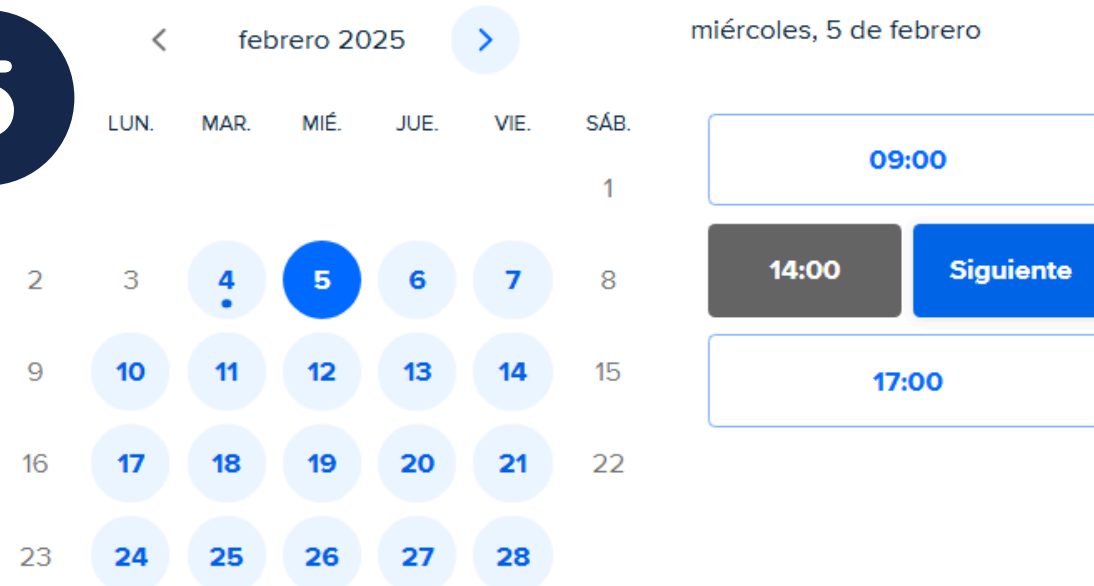 febrero 2025
miércoles, 5 de febrero
LUN. MAR. MIÉ. JUE. VIE. SÁB.
1
2 3 4 5 6 7 8
9 10 11 12 13 14 15
16 17 18 19 20 21 22
23 24 25 26 27 28
09:00
14:00 Siguiente
17:00